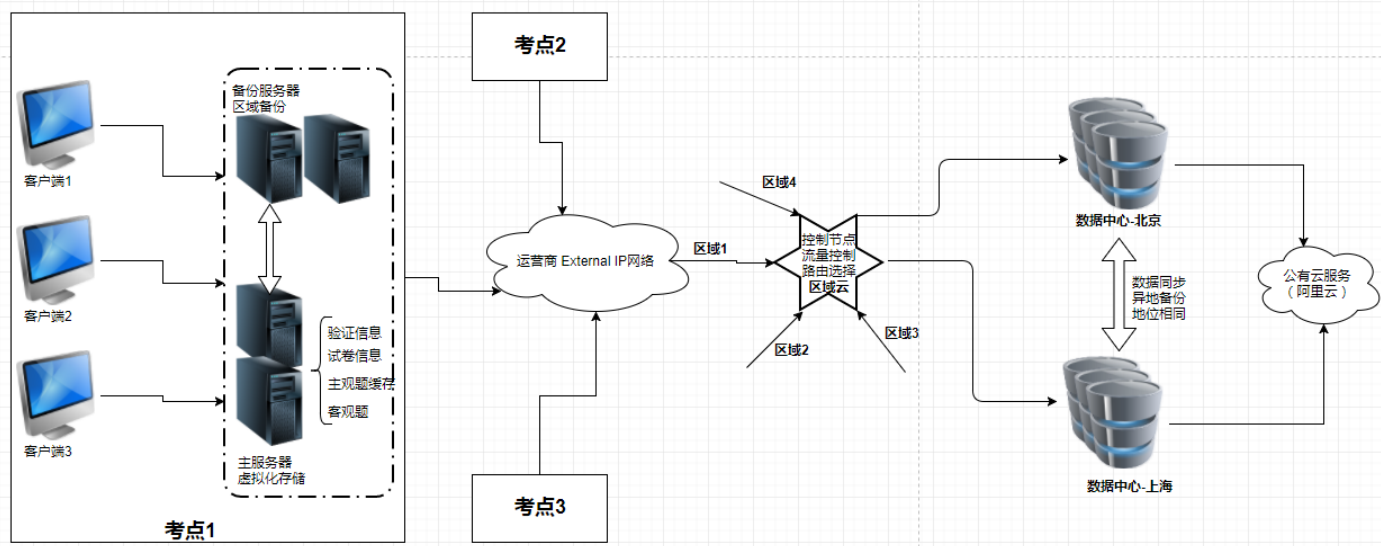 考点1
客户端1
客户端2
客户端3
备份服务器
区域备份
验证信息
试卷信息
主观题缓存
客观题
主服务器
虚拟化存储
考点2
运营商 External IP网络
考点3
区域1
区域4
控制节点
流量控制
路由选择
区域云
区域2
区域3
数据中心-北京
数据同步
异地备份
地位相同
数据中心-上海
公有云服务
（阿里云）